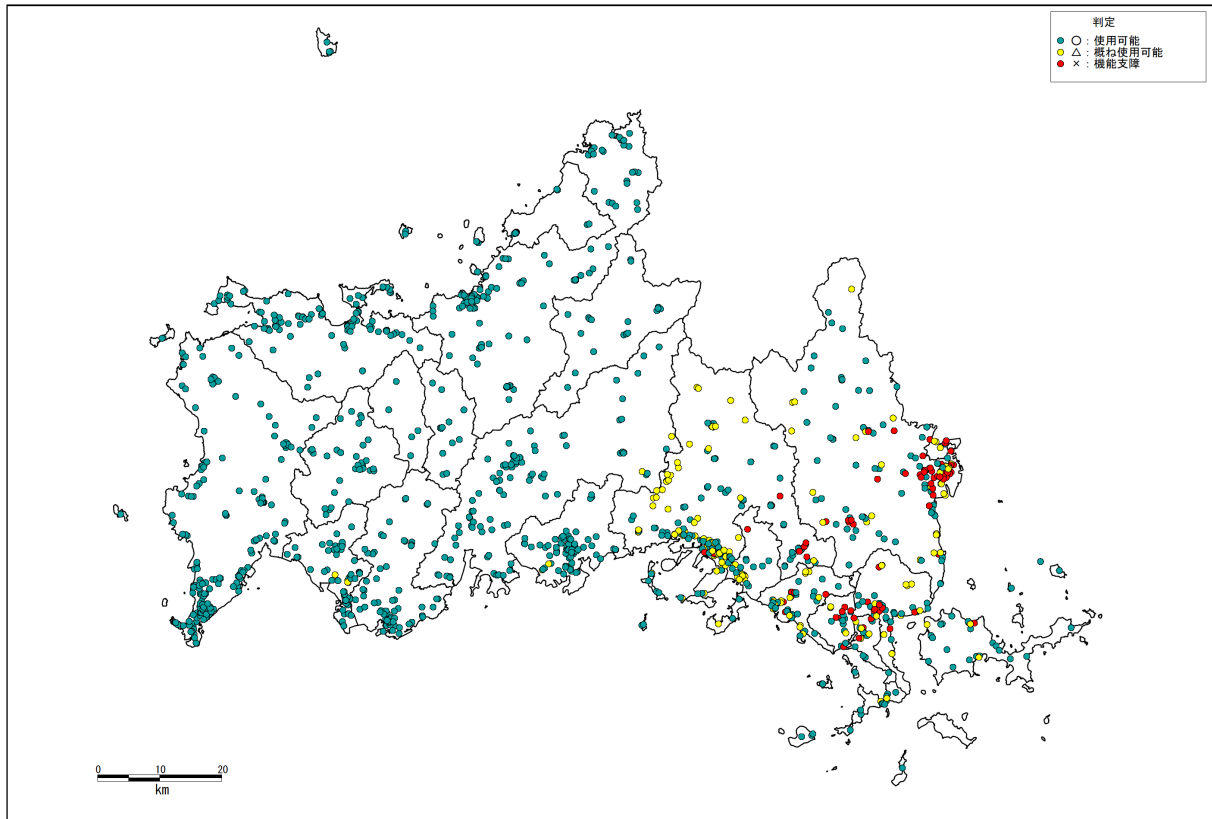 判定
○ : 使用可能
△ : 概ね使用可能
× : 機能支障
0 10 20
km